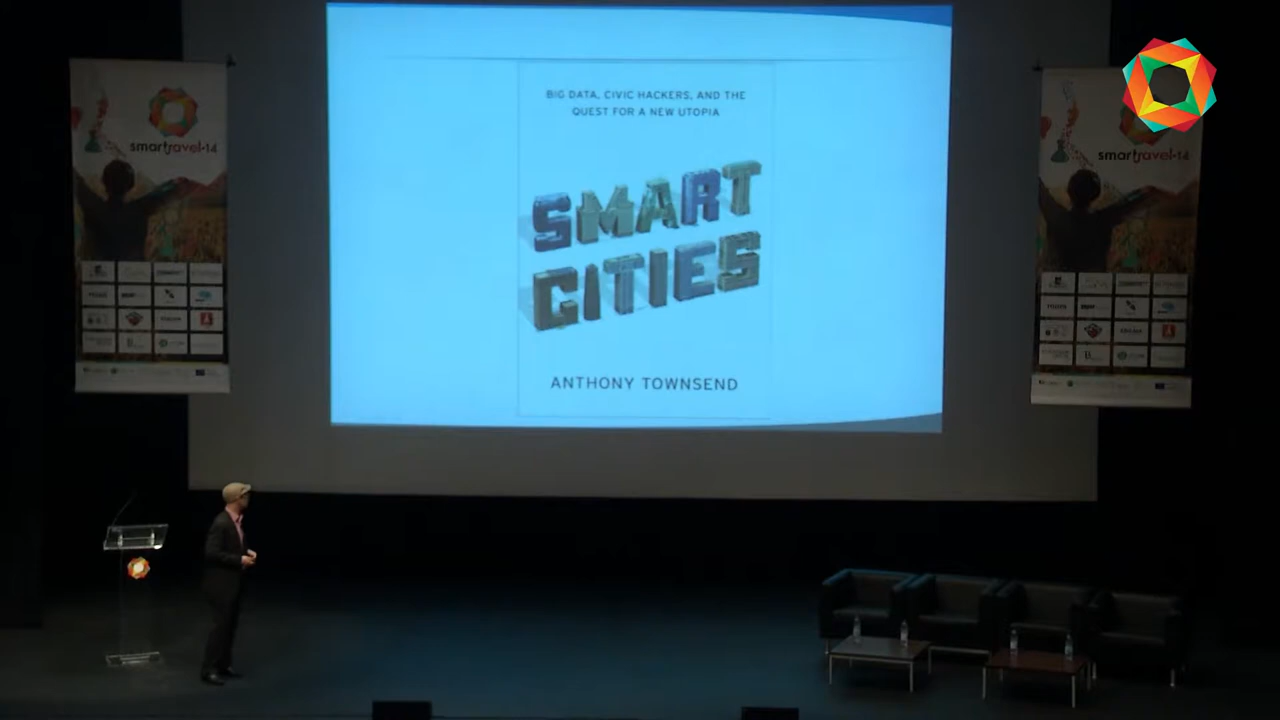 BIG DATA, CIVIC HACKERS, AND THE
QUEST FOR A NEW UTOPIA
SMART
CITIES
ANTHONY TOWNSEND
smartravel•14
smartravel•14